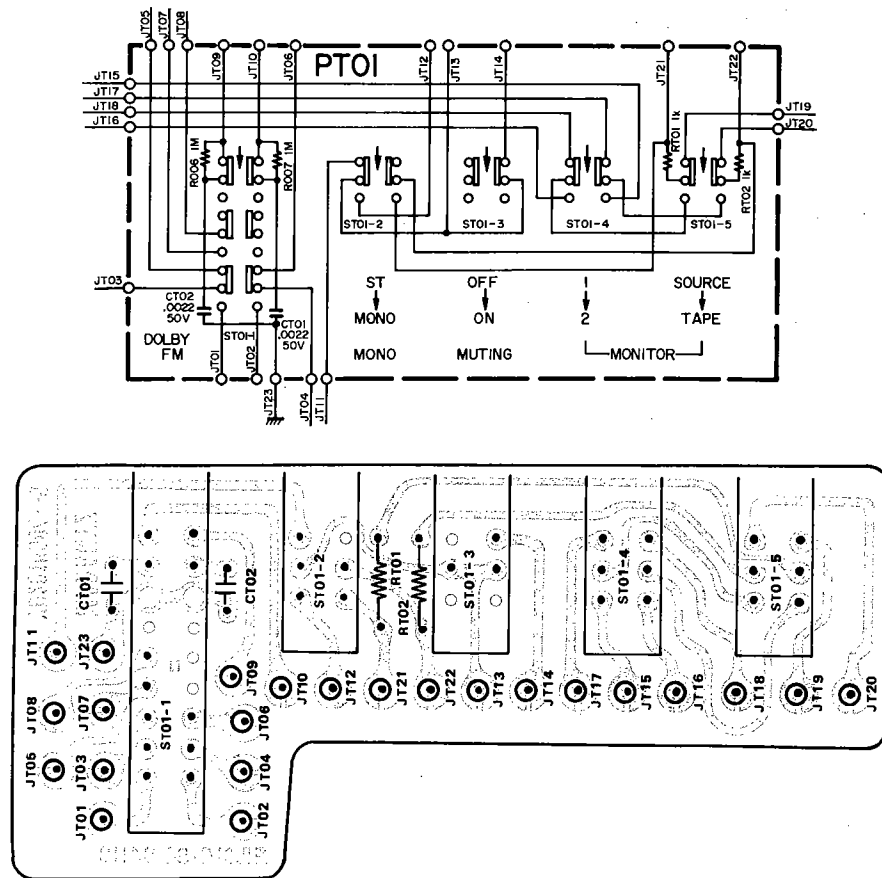 JT05
JT07
JT08
JT09
JT10
JT06
PT01
JT12
JT13
JT14
JT21
JT22
JT15
JT17
JT18
JT16
JT19
JT20
R006 1M
R007 1M
RT01 1k
RT02 1k
ST01-2
ST01-3
ST01-4
ST01-5
JT03
CT02
.0022
50V
ST01-1
CT01
.0022
50V
DOLBY
FM
ST
MONO
MONO
OFF
ON
MUTING
1
2
SOURCE
TAPE
MONITOR
JT01
JT02
JT23
JT04
JT11
CT01
CT02
ST01-2
RT01
RT02
ST01-3
ST01-4
ST01-5
JT11
JT23
JT09
JT10
JT12
JT21
JT22
JT13
JT14
JT17
JT15
JT16
JT18
JT19
JT20
JT08
JT07
ST01-1
JT06
JT05
JT03
JT04
JT01
JT02